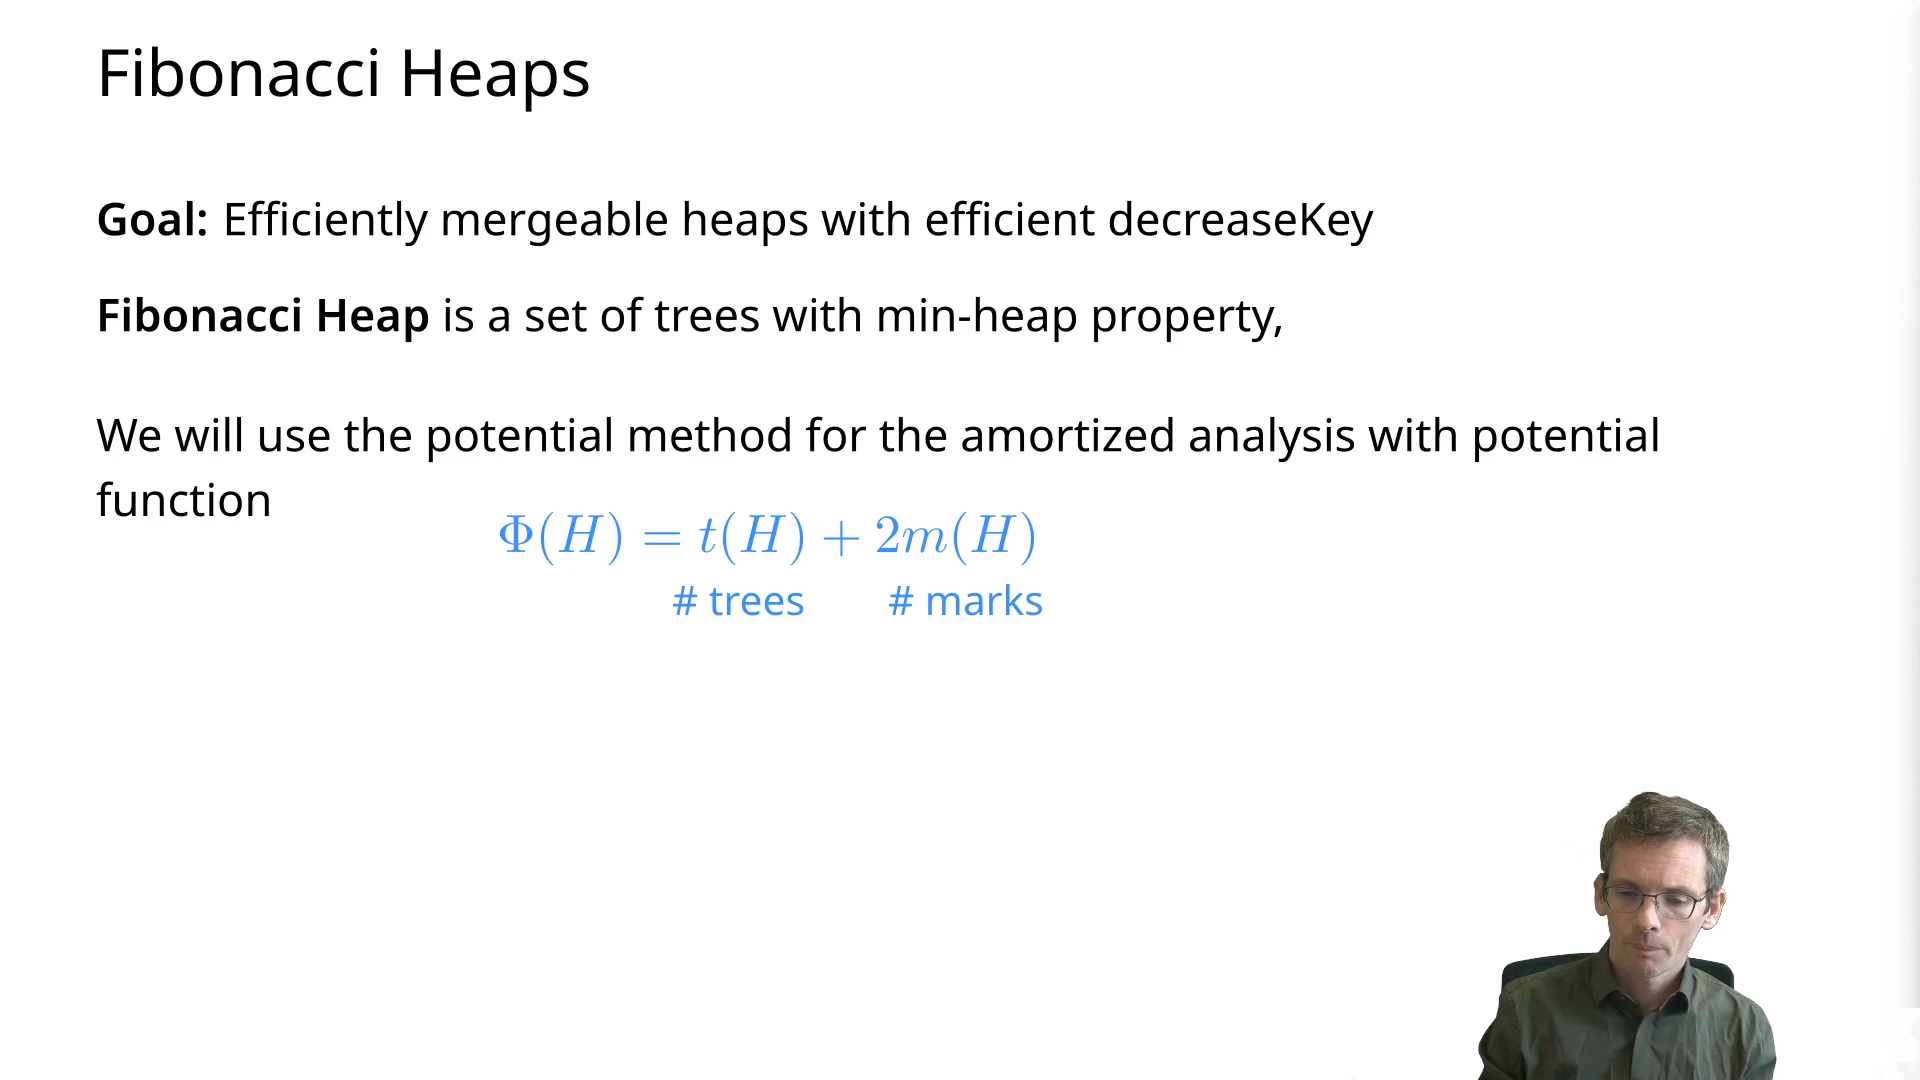 Fibonacci Heaps
Goal: Efficiently mergeable heaps with efficient decreaseKey
Fibonacci Heap is a set of trees with min-heap property,
We will use the potential method for the amortized analysis with potential
function
Φ(H) = t(H) + 2m(H)
# trees # marks